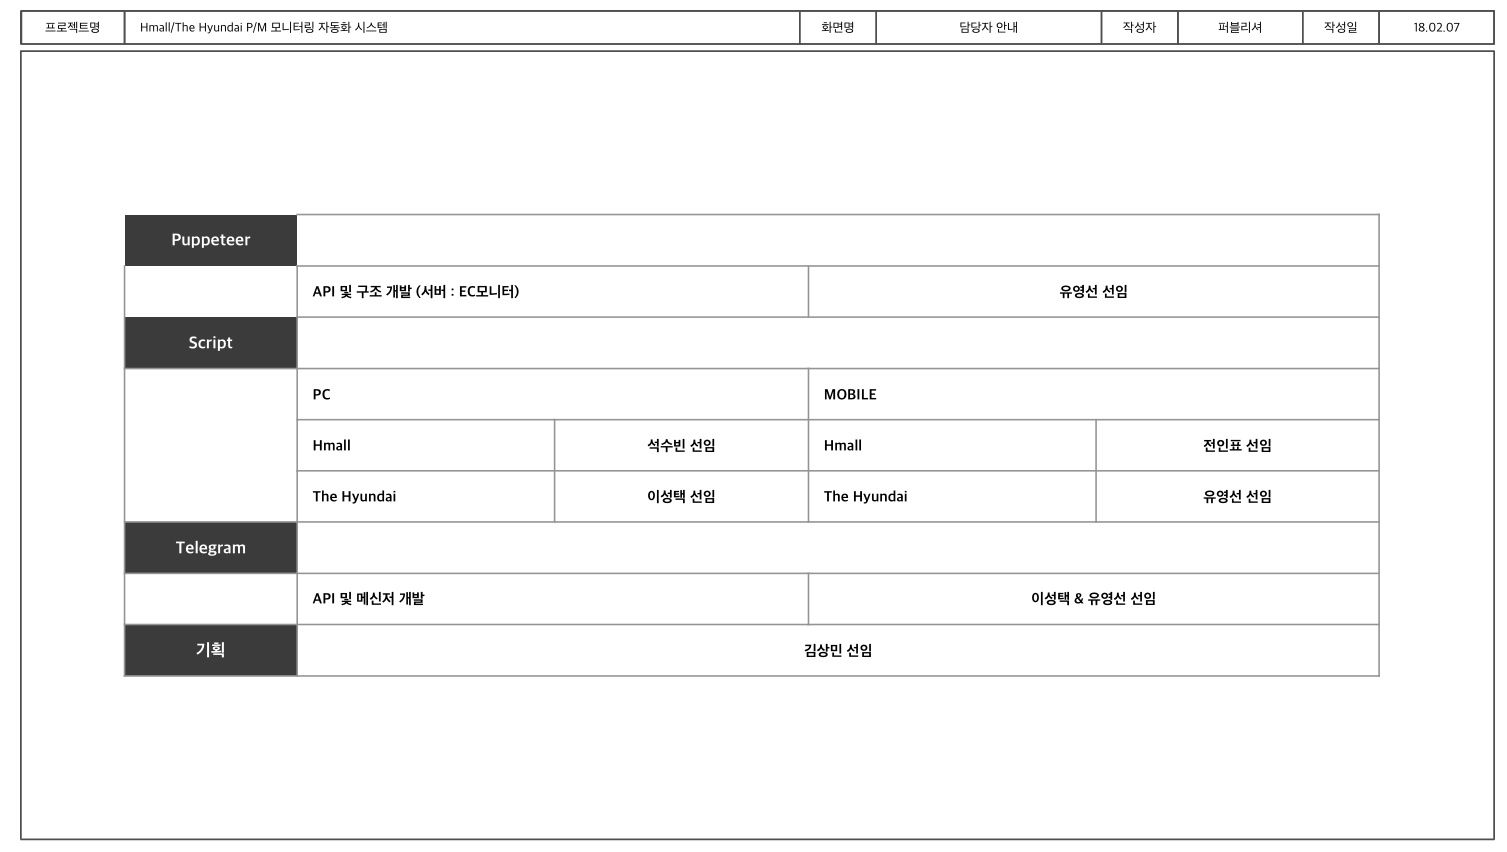 프로젝트명 Hmall/The Hyundai P/M 모니터링 자동화 시스템 화면명 담당자 안내 작성자 퍼블리셔 작성일 18.02.07
Puppeteer
API 및 구조 개발 (서버 : EC모니터) 유영선 선임
Script
PC MOBILE
Hmall 석수빈 선임 Hmall 전인표 선임
The Hyundai 이성택 선임 The Hyundai 유영선 선임
Telegram
API 및 메신저 개발 이성택 & 유영선 선임
기획 김상민 선임